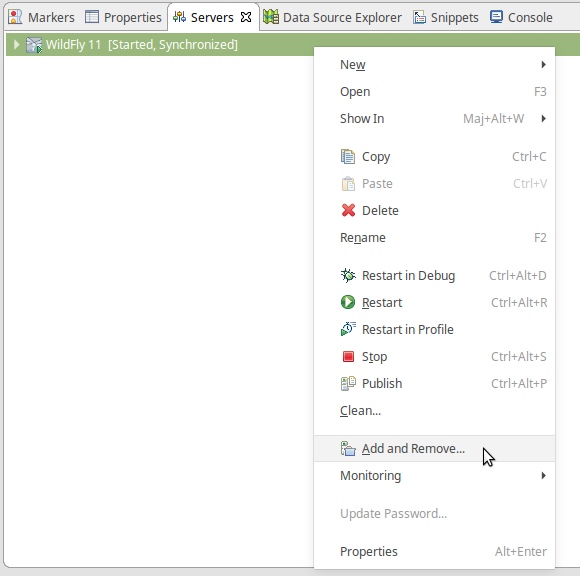 Markers Properties Servers Data Source Explorer Snippets Console
WildFly 11 [Started, Synchronized]
New
Open F3
Show In Maj+Alt+W
Copy Ctrl+C
Paste Ctrl+V
Delete
Rename F2
Restart in Debug Ctrl+Alt+D
Restart Ctrl+Alt+R
Restart in Profile
Stop Ctrl+Alt+S
Publish Ctrl+Alt+P
Clean...
Add and Remove...
Monitoring
Update Password...
Properties Alt+Enter